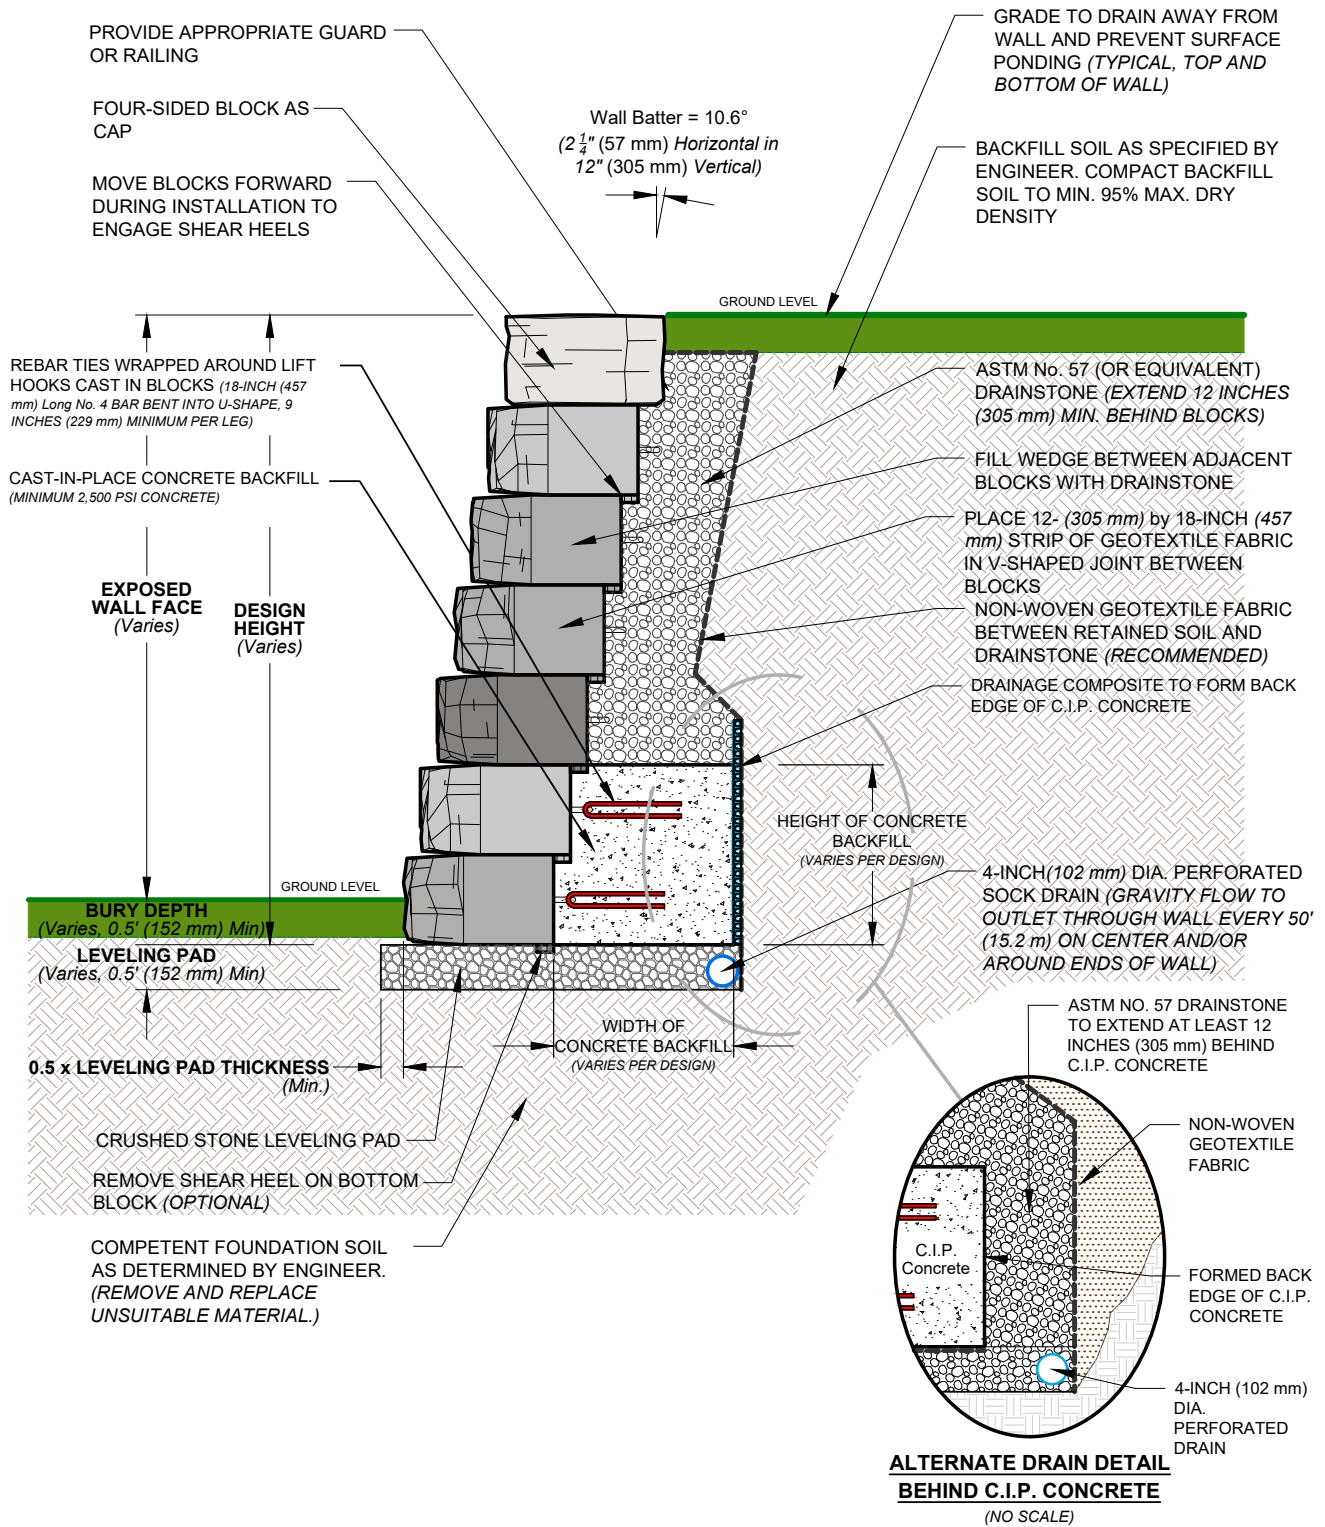 PROVIDE APPROPRIATE GUARD
OR RAILING
FOUR-SIDED BLOCK AS
CAP
MOVE BLOCKS FORWARD
DURING INSTALLATION TO
ENGAGE SHEAR HEELS
Wall Batter = 10.6°
(2 1/4" (57 mm) Horizontal in
12" (305 mm) Vertical)
GRADE TO DRAIN AWAY FROM
WALL AND PREVENT SURFACE
PONDING (TYPICAL, TOP AND
BOTTOM OF WALL)
BACKFILL SOIL AS SPECIFIED BY
ENGINEER. COMPACT BACKFILL
SOIL TO MIN. 95% MAX. DRY
DENSITY
GROUND LEVEL
REBAR TIES WRAPPED AROUND LIFT
HOOKS CAST IN BLOCKS (18-INCH (457
mm) Long No. 4 BAR BENT INTO U-SHAPE, 9
INCHES (229 mm) MINIMUM PER LEG)
CAST-IN-PLACE CONCRETE BACKFILL
(MINIMUM 2,500 PSI CONCRETE)
EXPOSED
WALL FACE
(Varies)
DESIGN
HEIGHT
(Varies)
ASTM No. 57 (OR EQUIVALENT)
DRAINSTONE (EXTEND 12 INCHES
(305 mm) MIN. BEHIND BLOCKS)
FILL WEDGE BETWEEN ADJACENT
BLOCKS WITH DRAINSTONE
PLACE 12- (305 mm) by 18-INCH (457
mm) STRIP OF GEOTEXTILE FABRIC
IN V-SHAPED JOINT BETWEEN
BLOCKS
NON-WOVEN GEOTEXTILE FABRIC
BETWEEN RETAINED SOIL AND
DRAINSTONE (RECOMMENDED)
DRAINAGE COMPOSITE TO FORM BACK
EDGE OF C.I.P. CONCRETE
HEIGHT OF CONCRETE
BACKFILL
(VARIES PER DESIGN)
4-INCH(102 mm) DIA. PERFORATED
SOCK DRAIN (GRAVITY FLOW TO
OUTLET THROUGH WALL EVERY 50'
(15.2 m) ON CENTER AND/OR
AROUND ENDS OF WALL)
GROUND LEVEL
BURY DEPTH
(Varies, 0.5' (152 mm) Min)
LEVELING PAD
(Varies, 0.5' (152 mm) Min)
WIDTH OF
CONCRETE BACKFILL
(VARIES PER DESIGN)
0.5 x LEVELING PAD THICKNESS
(Min.)
CRUSHED STONE LEVELING PAD
REMOVE SHEAR HEEL ON BOTTOM
BLOCK (OPTIONAL)
COMPETENT FOUNDATION SOIL
AS DETERMINED BY ENGINEER.
(REMOVE AND REPLACE
UNSUITABLE MATERIAL.)
ASTM NO. 57 DRAINSTONE
TO EXTEND AT LEAST 12
INCHES (305 mm) BEHIND
C.I.P. CONCRETE
NON-WOVEN
GEOTEXTILE
FABRIC
C.I.P.
Concrete
FORMED BACK
EDGE OF C.I.P.
CONCRETE
4-INCH (102 mm)
DIA.
PERFORATED
DRAIN
ALTERNATE DRAIN DETAIL
BEHIND C.I.P. CONCRETE
(NO SCALE)